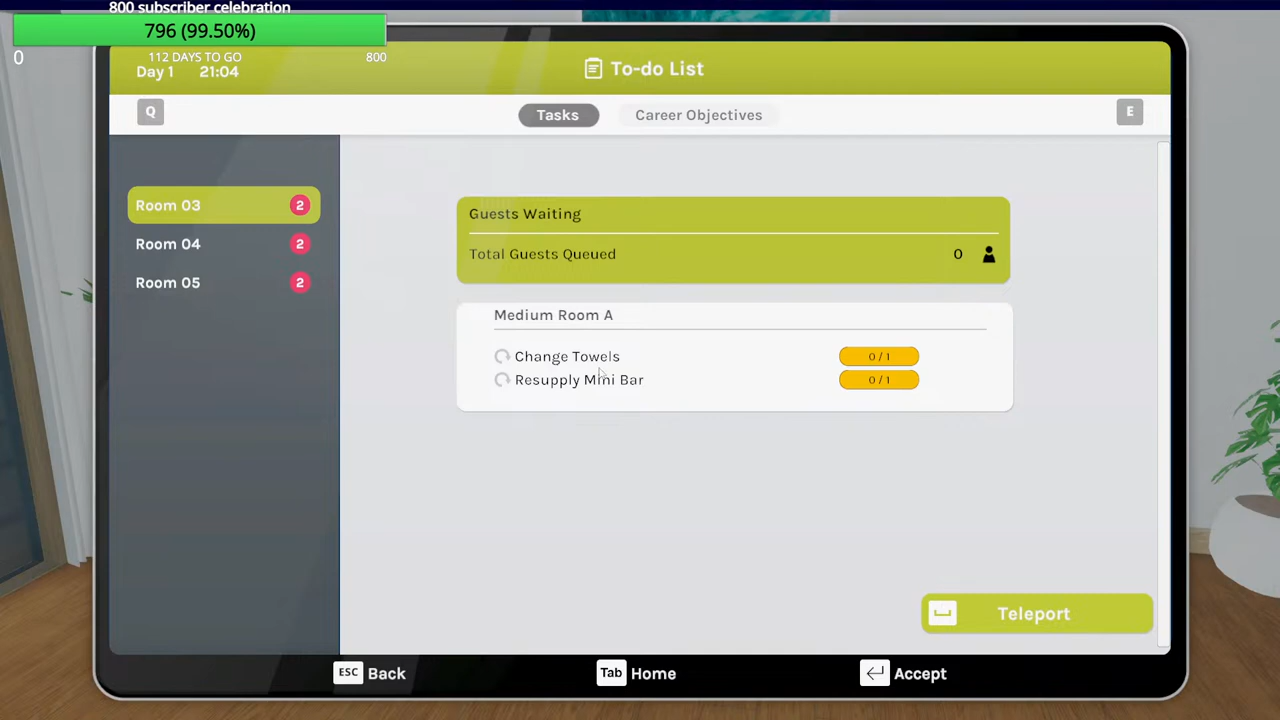 800 subscriber celebration
796 (99.50%)
0
112 DAYS TO GO
800
Day 1 21:04
To-do List
Q
Tasks
Career Objectives
E
Room 03 2
Room 04 2
Room 05 2
Guests Waiting
Total Guests Queued 0
Medium Room A
Change Towels 0 / 1
Resupply Mini Bar 0 / 1
Teleport
ESC Back
Tab Home
Accept